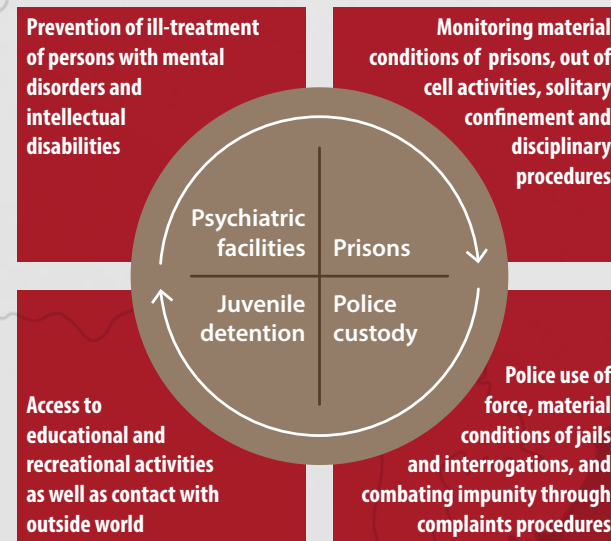 Prevention of ill-treatment
of persons with mental
disorders and
intellectual
disabilities
Monitoring material
conditions of prisons, out of
cell activities, solitary
confinement and
disciplinary
procedures
Psychiatric
facilities
Prisons
Juvenile
detention
Police
custody
Access to
educational and
recreational activities
as well as contact with
outside world
Police use of
force, material
conditions of jails
and interrogations, and
combating impunity through
complaints procedures